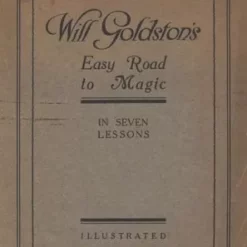 Will Goldston's
Easy Road
to Magic
IN SEVEN
LESSONS
ILLUSTRATED